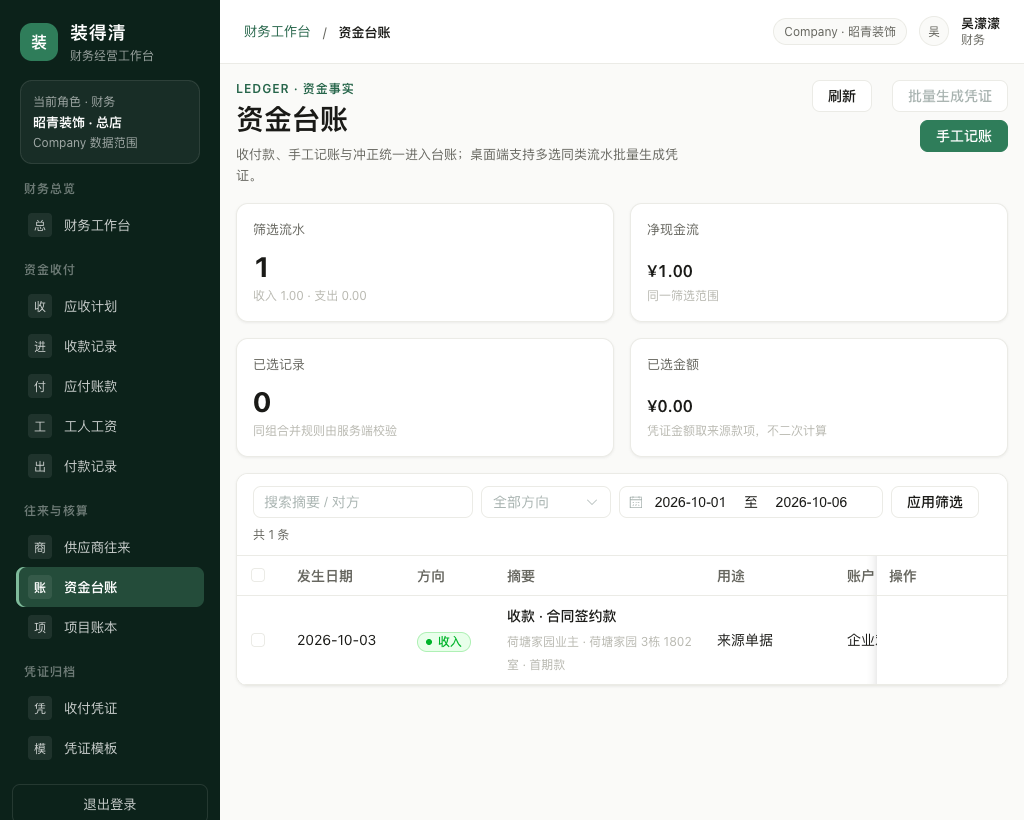 装
装得清
财务经营工作台
当前角色 · 财务
昭青装饰 · 总店
Company 数据范围
财务总览
总 财务工作台
资金收付
收 应收计划
进 收款记录
付 应付账款
工 工人工资
出 付款记录
往来与核算
商 供应商往来
账 资金台账
项 项目账本
凭证归档
凭 收付凭证
模 凭证模板
退出登录
财务工作台 / 资金台账
Company · 昭青装饰
吴
吴濛濛
财务
LEDGER · 资金事实
资金台账
收付款、手工记账与冲正统一进入台账；桌面端支持多选同类流水批量生成凭
证。
刷新
批量生成凭证
手工记账
筛选流水
1
收入 1.00 · 支出 0.00
净现金流
¥1.00
同一筛选范围
已选记录
0
同组合并规则由服务端校验
已选金额
¥0.00
凭证金额取来源款项，不二次计算
搜索摘要 / 对方
全部方向
2026-10-01 至 2026-10-06
应用筛选
共 1 条
发生日期 方向 摘要 用途 账户 操作
2026-10-03 收入 收款 · 合同签约款 来源单据 企业
荷塘家园业主 · 荷塘家园 3栋 1802
室 · 首期款